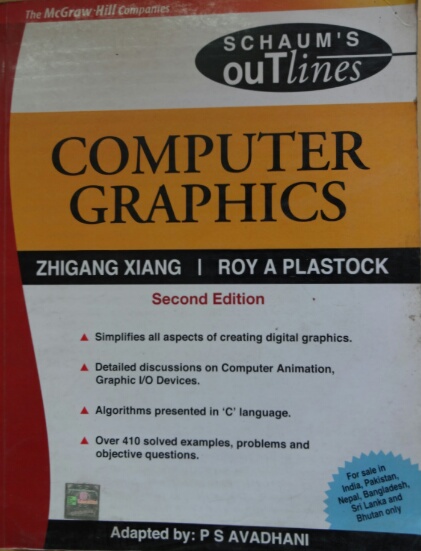 The McGraw-Hill Companies
SCHAUM'S
ouTlines
COMPUTER
GRAPHICS
ZHIGANG XIANG | ROY A PLASTOCK
Second Edition
▲ Simplifies all aspects of creating digital graphics.
▲ Detailed discussions on Computer Animation,
Graphic I/O Devices.
▲ Algorithms presented in 'C' language.
▲ Over 410 solved examples, problems and
objective questions.
For sale in
India, Pakistan,
Nepal, Bangladesh,
Sri Lanka and
Bhutan only
Adapted by: P S AVADHANI